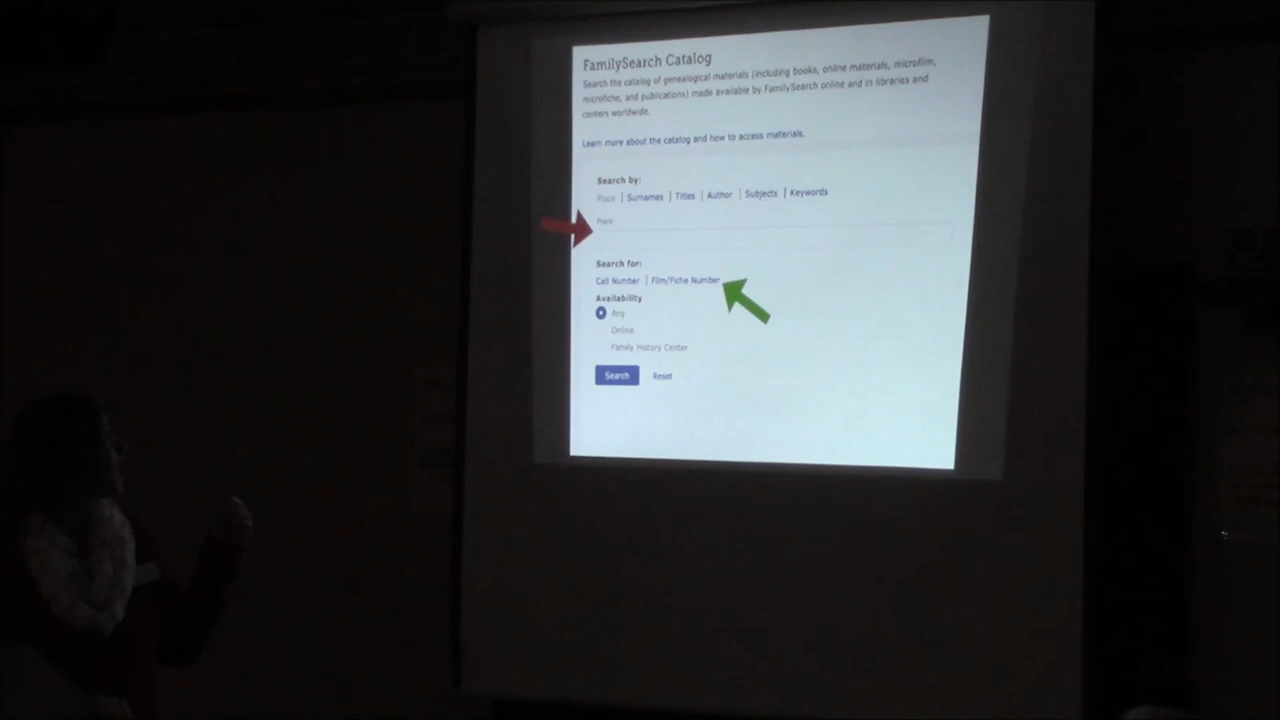 FamilySearch Catalog
Search the catalog of genealogical materials (including books, online materials, microfilm,
microfiche, and publications) made available by FamilySearch online and in libraries and
centers worldwide.
Learn more about the catalog and how to access materials.
Search by:
Place | Surnames | Titles | Author | Subjects | Keywords
Place
Search for:
Call Number | Film/Fiche Number
Availability
Any
Online
Family History Center
Search Reset